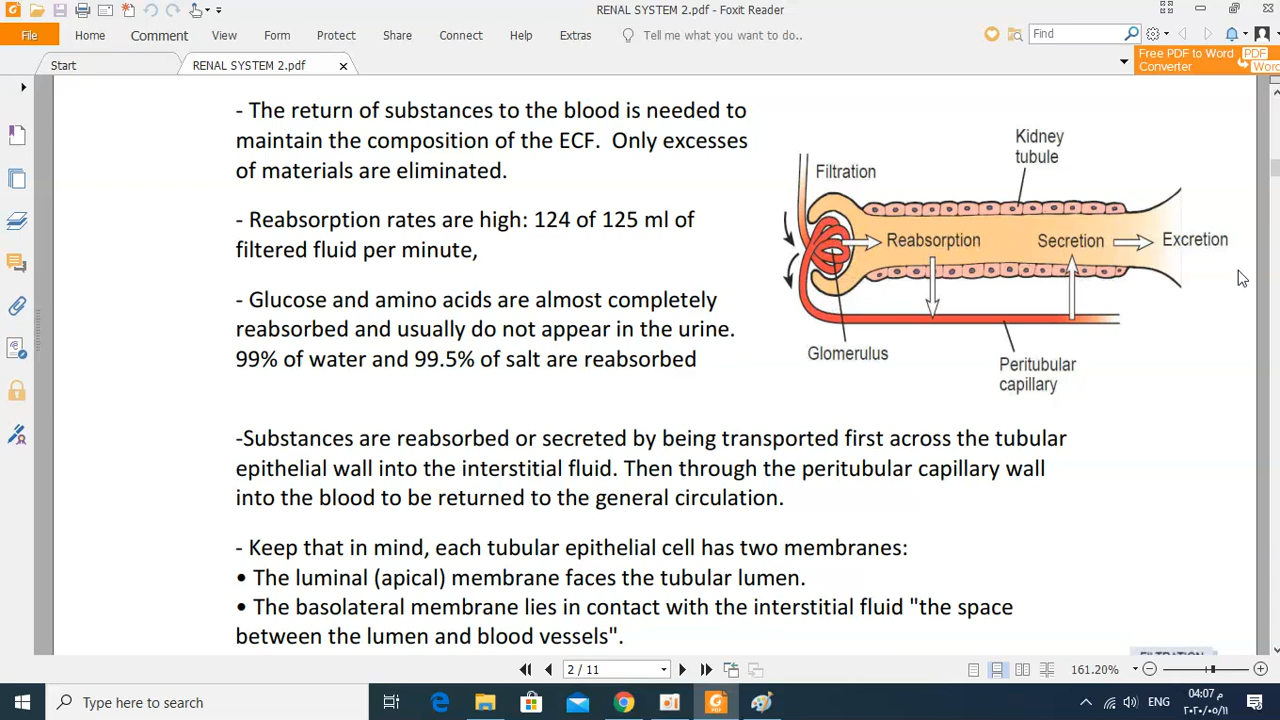 RENAL SYSTEM 2.pdf - Foxit Reader
File Home Comment View Form Protect Share Connect Help Extras Tell me what you want to do.. Find
Start RENAL SYSTEM 2.pdf
Free PDF to Word
Converter
PDF
Word
- The return of substances to the blood is needed to
maintain the composition of the ECF. Only excesses
of materials are eliminated.
- Reabsorption rates are high: 124 of 125 ml of
filtered fluid per minute,
- Glucose and amino acids are almost completely
reabsorbed and usually do not appear in the urine.
99% of water and 99.5% of salt are reabsorbed
Kidney
tubule
Filtration
Reabsorption Secretion Excretion
Glomerulus
Peritubular
capillary
-Substances are reabsorbed or secreted by being transported first across the tubular
epithelial wall into the interstitial fluid. Then through the peritubular capillary wall
into the blood to be returned to the general circulation.
- Keep that in mind, each tubular epithelial cell has two membranes:
• The luminal (apical) membrane faces the tubular lumen.
• The basolateral membrane lies in contact with the interstitial fluid "the space
between the lumen and blood vessels".
FILTRATION
2 / 11 161.20%
Type here to search
ENG
04:07 م
٢٠٢٠/٠٥/١١